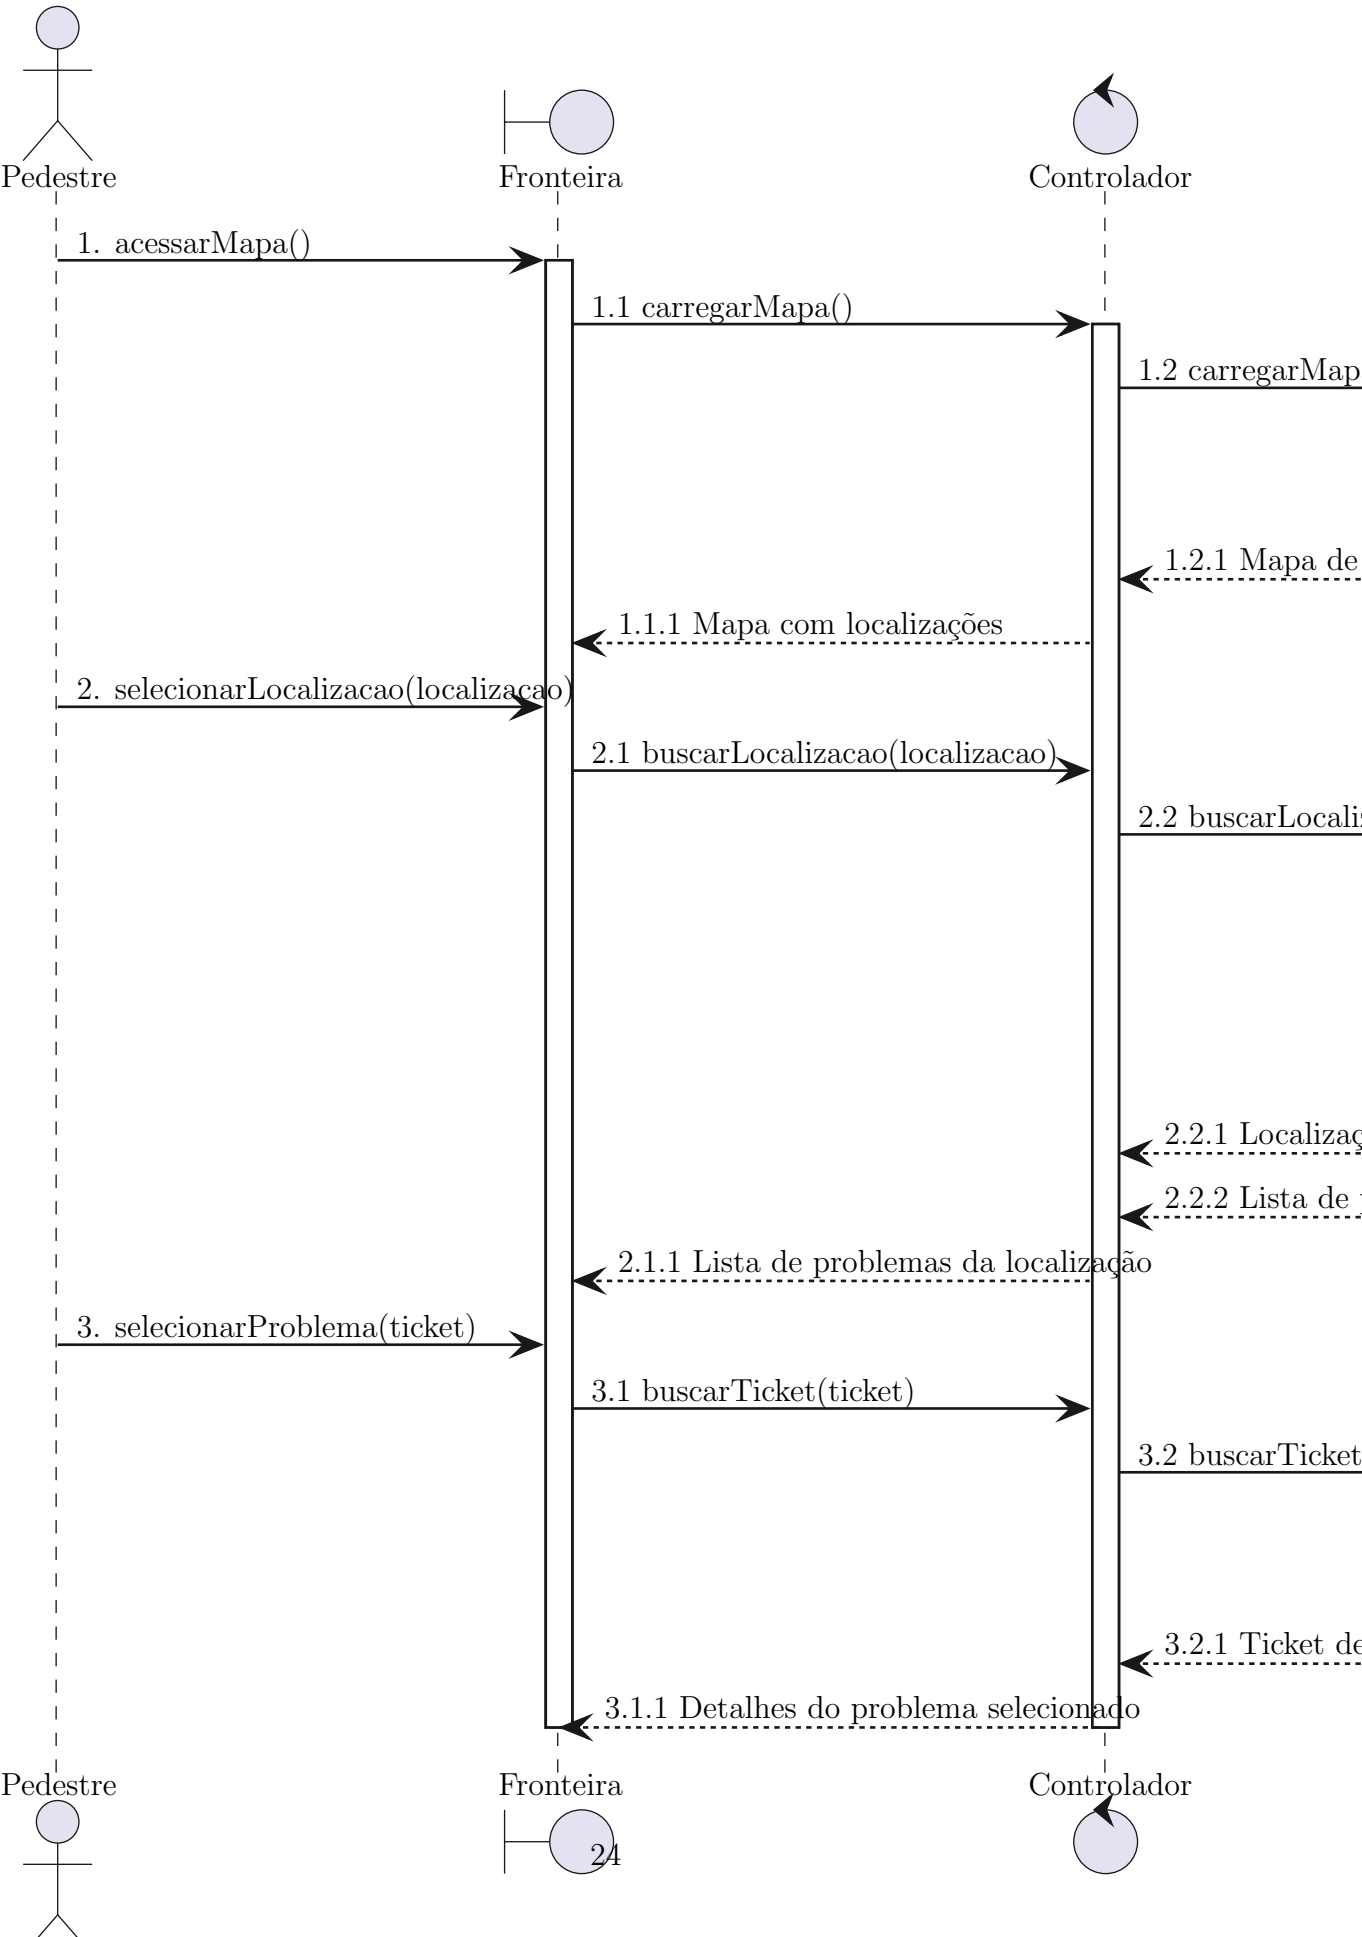 Pedestre
Fronteira
Controlador
1. acessarMapa()
1.1 carregarMapa()
1.2 carregarMap
1.2.1 Mapa de
1.1.1 Mapa com localizações
2. selecionarLocalizacao(localizacao)
2.1 buscarLocalizacao(localizacao)
2.2 buscarLocali
2.2.1 Localizaç
2.2.2 Lista de
2.1.1 Lista de problemas da localização
3. selecionarProblema(ticket)
3.1 buscarTicket(ticket)
3.2 buscarTicket
3.2.1 Ticket de
3.1.1 Detalhes do problema selecionado
Pedestre
Fronteira
Controlador
24